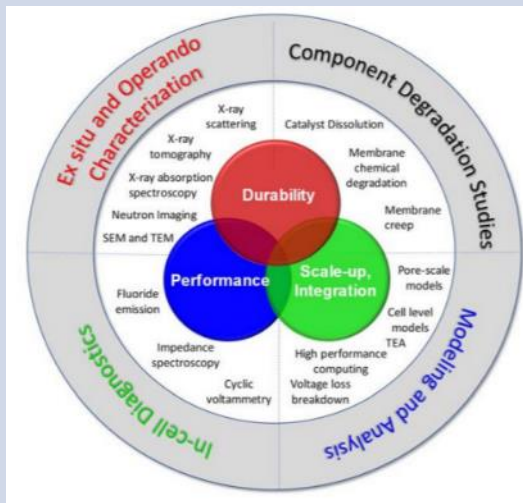 Ex situ and Operando
Characterization
Component Degradation Studies
X-ray
scattering
X-ray
tomography
X-ray absorption
spectroscopy
Neutron Imaging
SEM and TEM
Catalyst Dissolution
Membrane
chemical
degradation
Membrane
creep
Durability
Performance
Scale-up,
Integration
Fluoride
emission
Impedance
spectroscopy
Cyclic
voltammetry
Pore-scale
models
Cell level
models
TEA
High performance
computing
Voltage loss
breakdown
In-cell Diagnostics
Modeling and Analysis